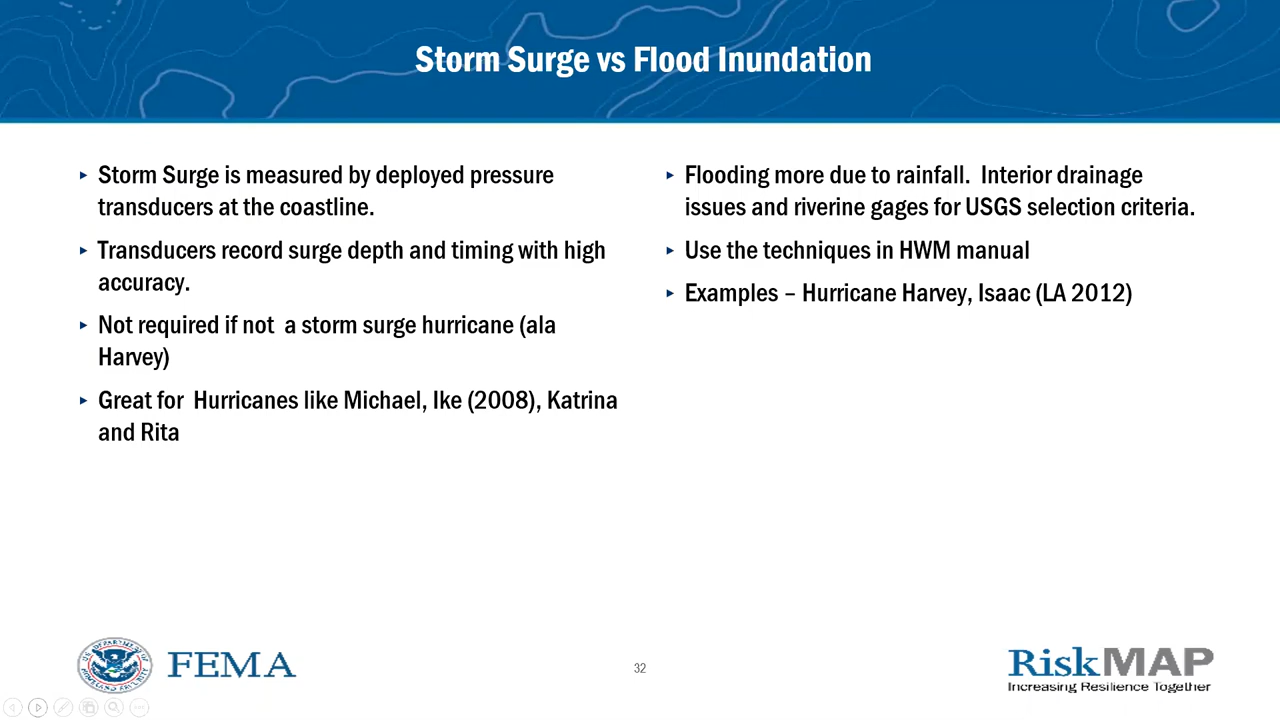 Storm Surge vs Flood Inundation
▸ Storm Surge is measured by deployed pressure
transducers at the coastline.
▸ Transducers record surge depth and timing with high
accuracy.
▸ Not required if not  a storm surge hurricane (ala
Harvey)
▸ Great for  Hurricanes like Michael, Ike (2008), Katrina
and Rita
▸ Flooding more due to rainfall.  Interior drainage
issues and riverine gages for USGS selection criteria.
▸ Use the techniques in HWM manual
▸ Examples – Hurricane Harvey, Isaac (LA 2012)
FEMA
32
RiskMAP
Increasing Resilience Together